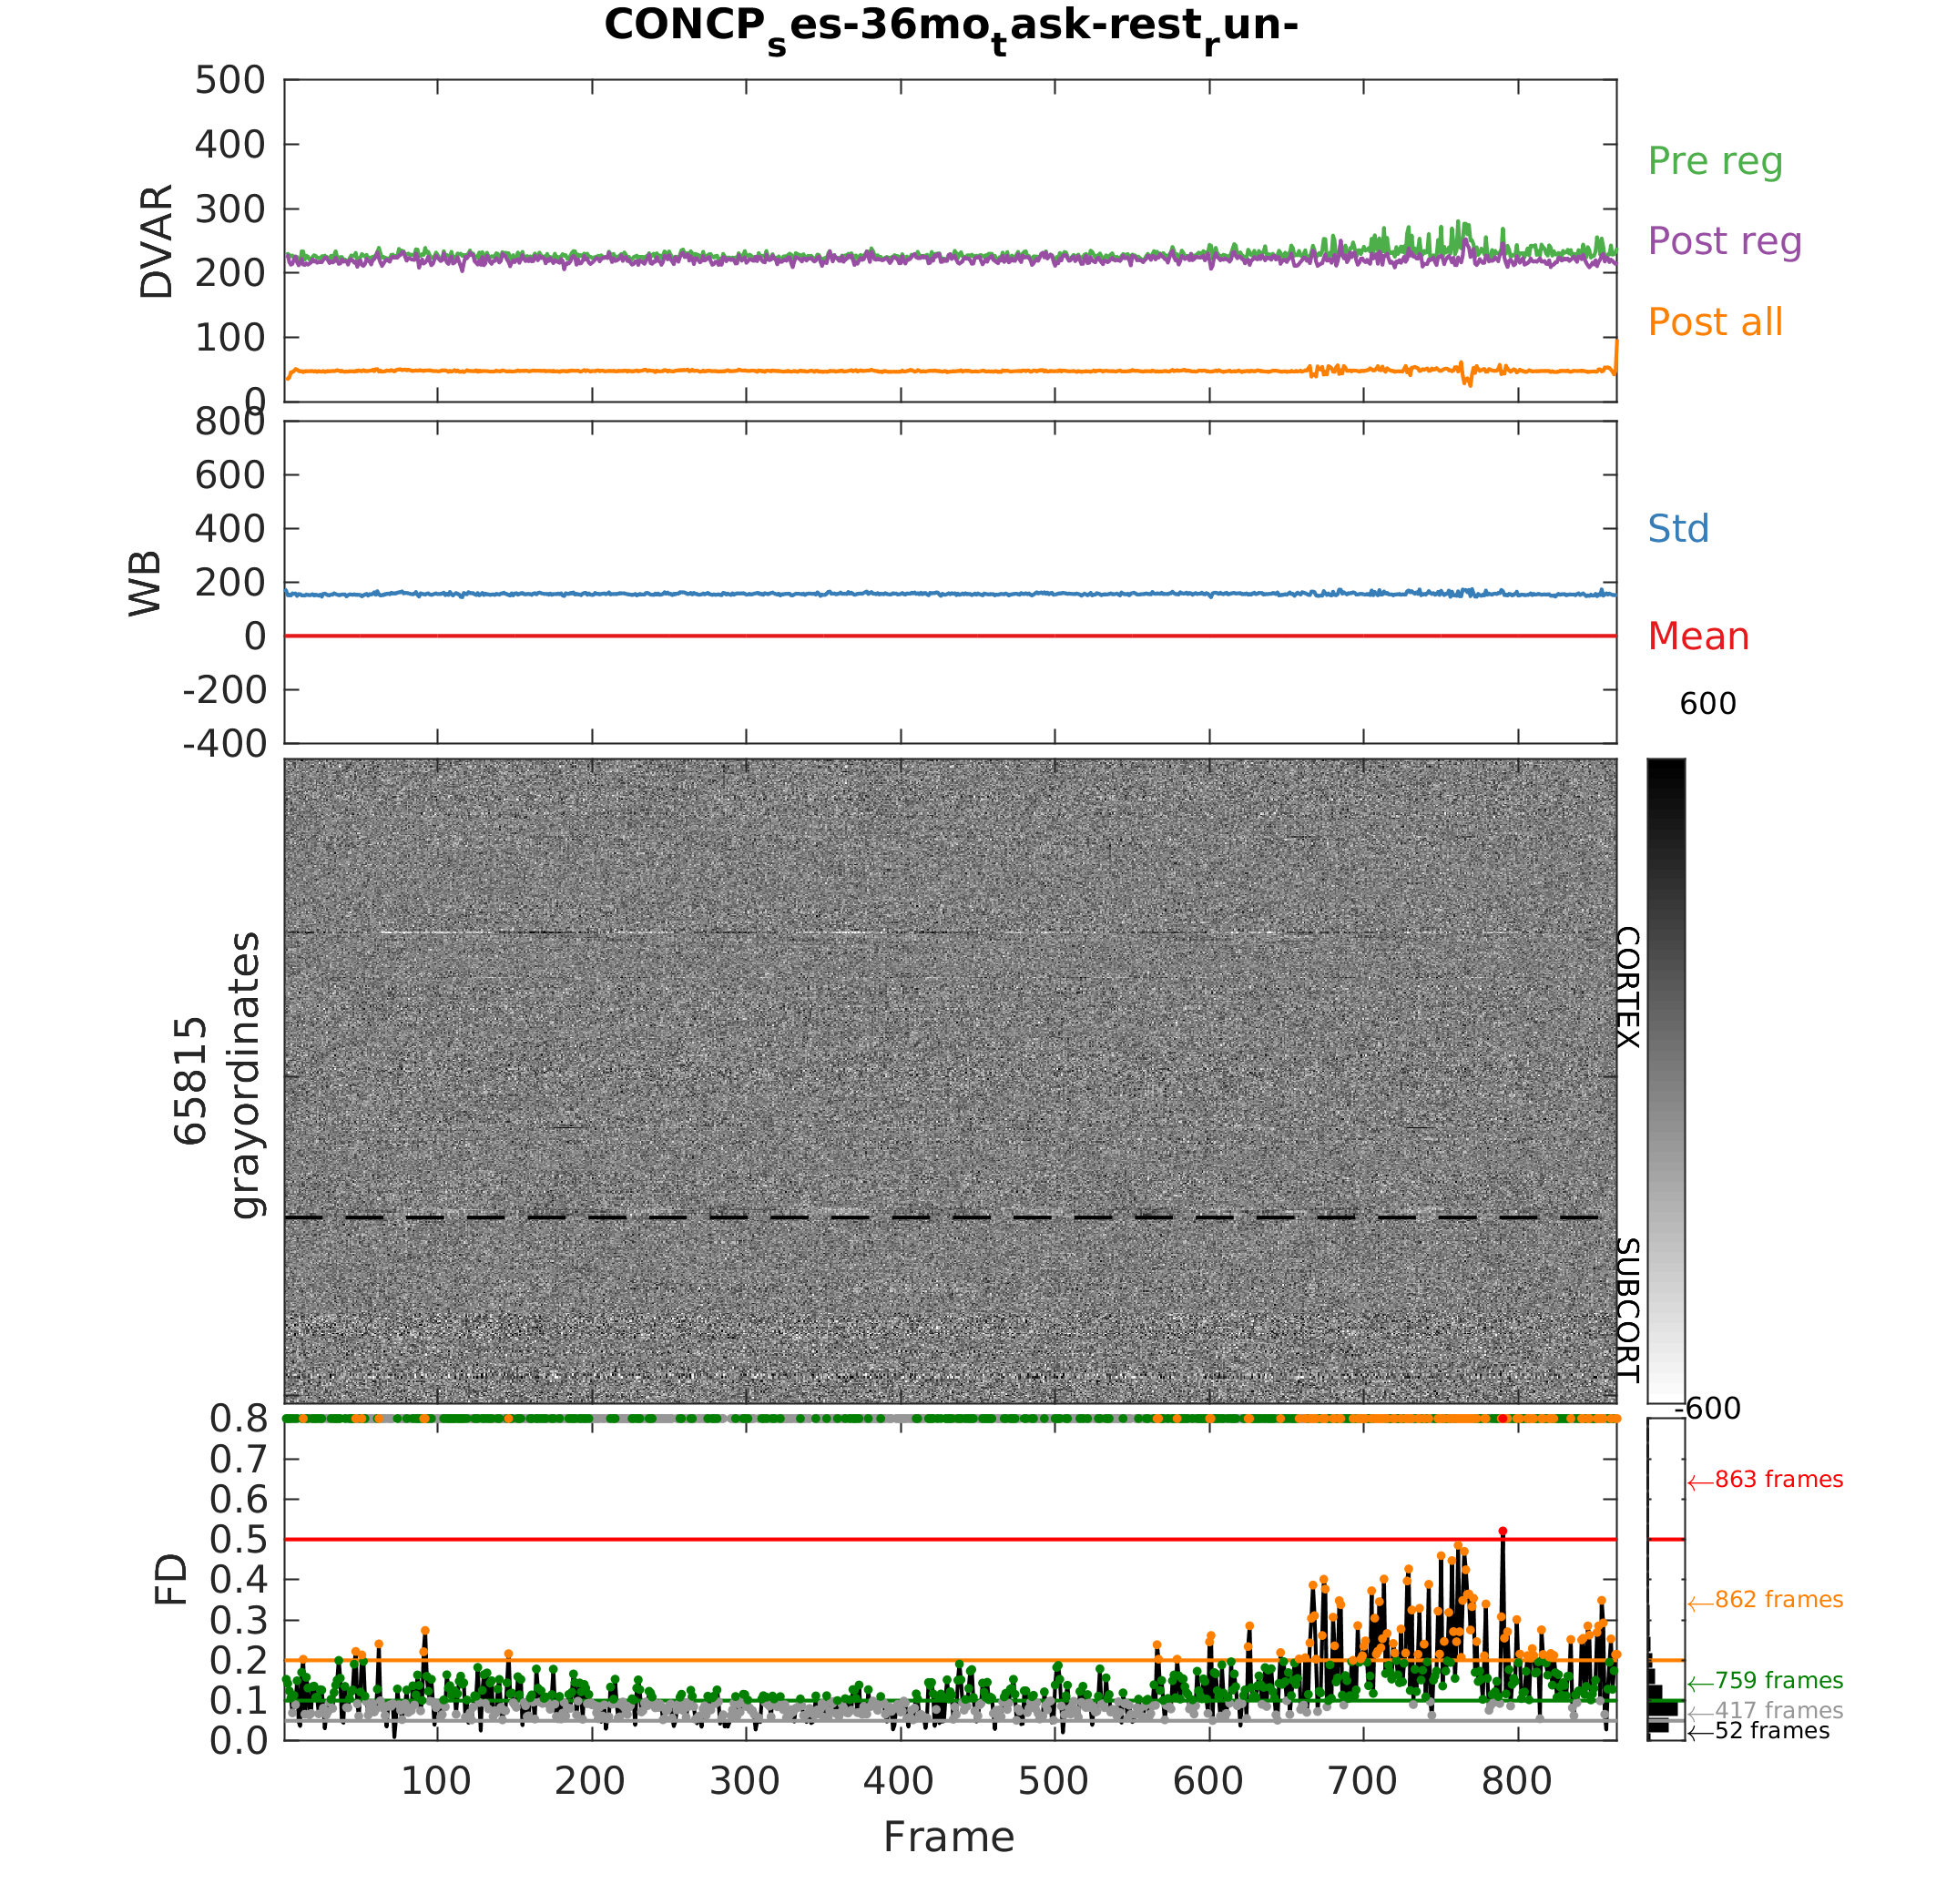 CONCPses-36motask-restrun-
500
400
300
200
100
0
DVAR
Pre reg
Post reg
Post all
800
600
400
200
0
-200
-400
WB
Std
Mean
600
65815
grayordinates
CORTEX
SUBCORT
-600
0.8
0.7
0.6
0.5
0.4
0.3
0.2
0.1
0.0
FD
←863 frames
←862 frames
←759 frames
←417 frames
←52 frames
100 200 300 400 500 600 700 800
Frame